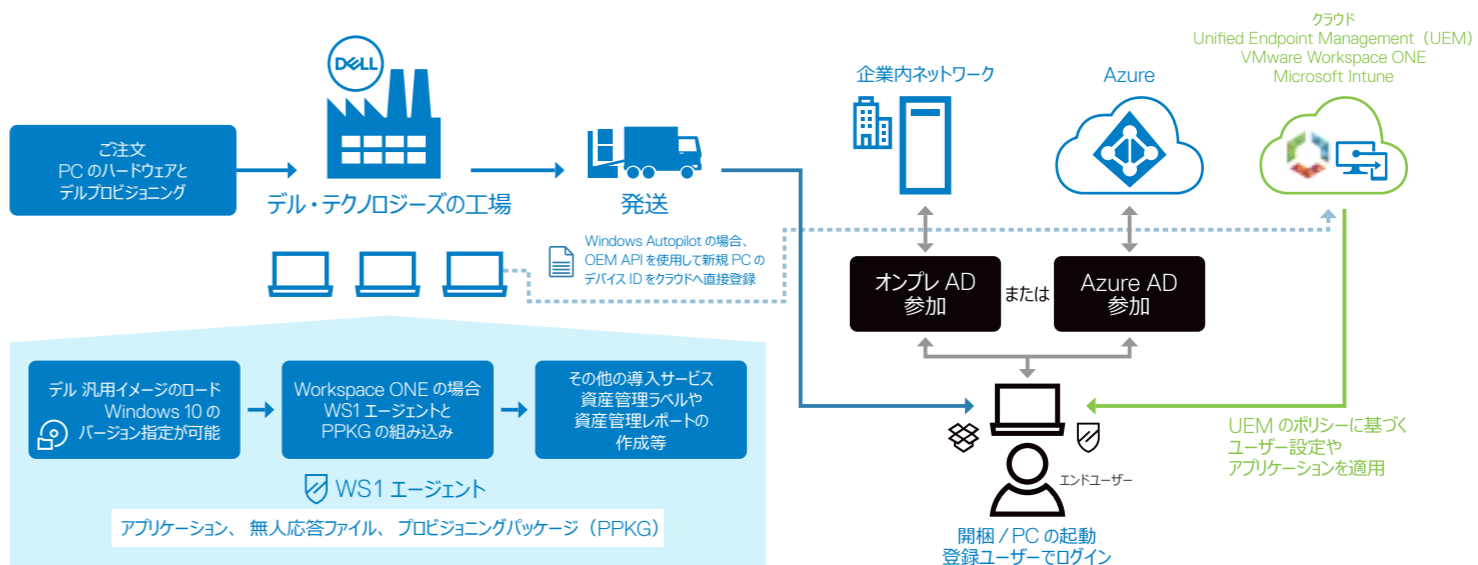 クラウド
Unified Endpoint Management（UEM）
VMware Workspace ONE
Microsoft Intune
DELL
企業内ネットワーク
Azure
ご注文
PC のハードウェアと
デルプロビジョニング
デル・テクノロジーズの工場
発送
Windows Autopilot の場合、
OEM API を使用して新規 PC の
デバイス ID をクラウドへ直接登録
オンプレ AD
参加
または
Azure AD
参加
デル 汎用イメージのロード
Windows 10 の
バージョン指定が可能
Workspace ONE の場合
WS1 エージェントと
PPKG の組み込み
その他の導入サービス
資産管理ラベルや
資産管理レポートの
作成等
WS1 エージェント
アプリケーション、無人応答ファイル、プロビジョニングパッケージ（PPKG）
UEM のポリシーに基づく
ユーザー設定や
アプリケーションを適用
エンドユーザー
開梱 / PC の起動
登録ユーザーでログイン